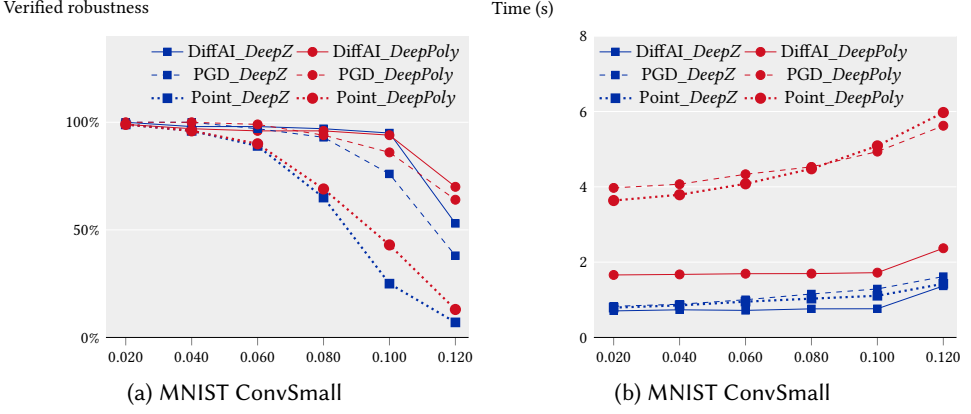 Verified robustness
DiffAI_DeepZ DiffAI_DeepPoly
PGD_DeepZ PGD_DeepPoly
Point_DeepZ Point_DeepPoly
100%
50%
0%
0.020 0.040 0.060 0.080 0.100 0.120
(a) MNIST ConvSmall
Time (s)
8
DiffAI_DeepZ DiffAI_DeepPoly
PGD_DeepZ PGD_DeepPoly
Point_DeepZ Point_DeepPoly
6
4
2
0
0.020 0.040 0.060 0.080 0.100 0.120
(b) MNIST ConvSmall